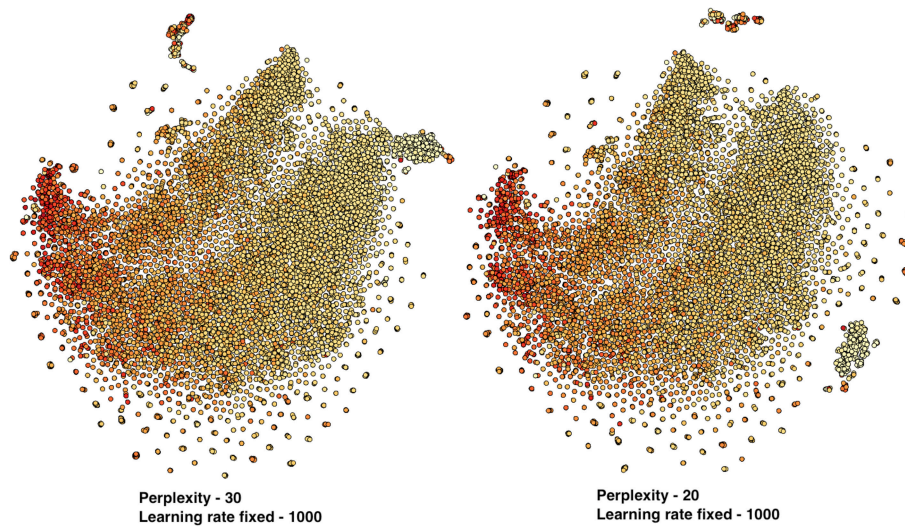 Perplexity - 30
Learning rate fixed - 1000
Perplexity - 20
Learning rate fixed - 1000